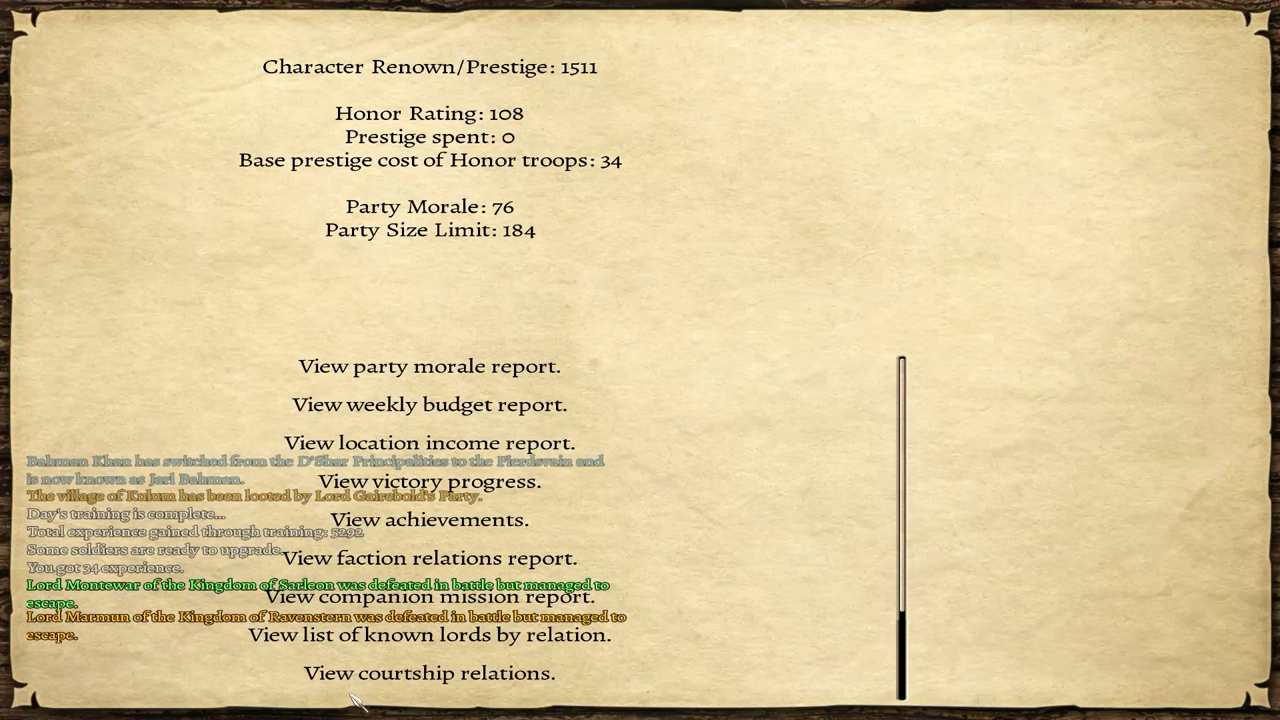 Character Renown/Prestige: 1511
Honor Rating: 108
Prestige spent: 0
Base prestige cost of Honor troops: 34
Party Morale: 76
Party Size Limit: 184
View party morale report.
View weekly budget report.
View location income report.
Bahman Khan has switched from the D'Shar Principalities to the Fierdsvain and
is now known as Jarl Bahman.
View victory progress.
The village of Kulum has been looted by Lord Gairebold's Party.
Day's training is complete...
View achievements.
Total experience gained through training: 5292
Some soldiers are ready to upgrade.
View faction relations report.
You got 34 experience.
Lord Montewar of the Kingdom of Sarleon was defeated in battle but managed to
escape.
View companion mission report.
Lord Marmun of the Kingdom of Ravenstern was defeated in battle but managed to
escape.
View list of known lords by relation.
View courtship relations.